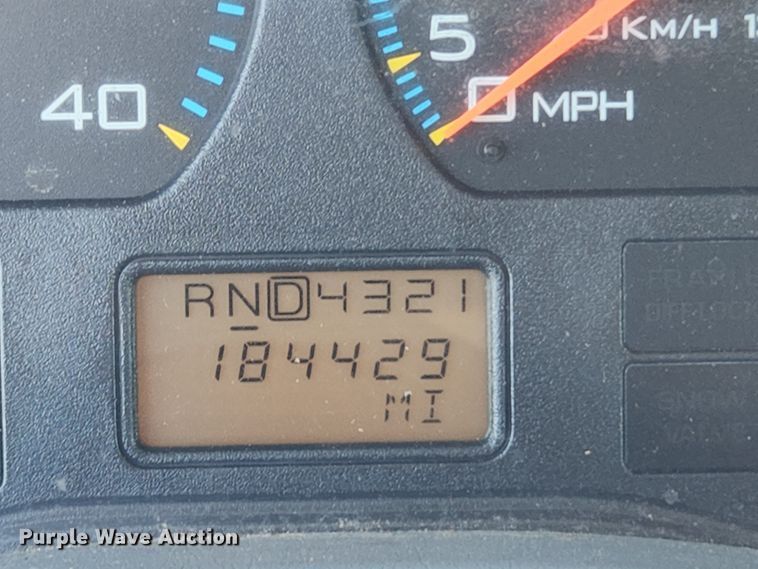 5
KM/H
40
0 MPH
RND4321
184429
MI
Purple Wave Auction